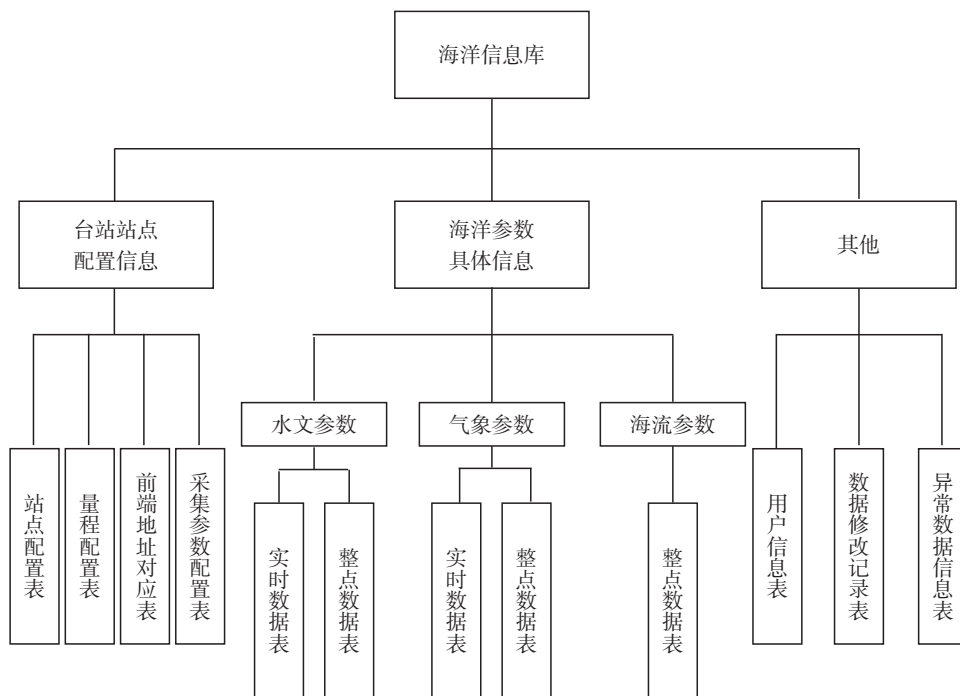 海洋信息库
台站站点
配置信息
海洋参数
具体信息
其他
水文参数
气象参数
海流参数
站点配置表
量程配置表
前端地址对应表
采集参数配置表
实时数据表
整点数据表
实时数据表
整点数据表
整点数据表
用户信息表
数据修改记录表
异常数据信息表